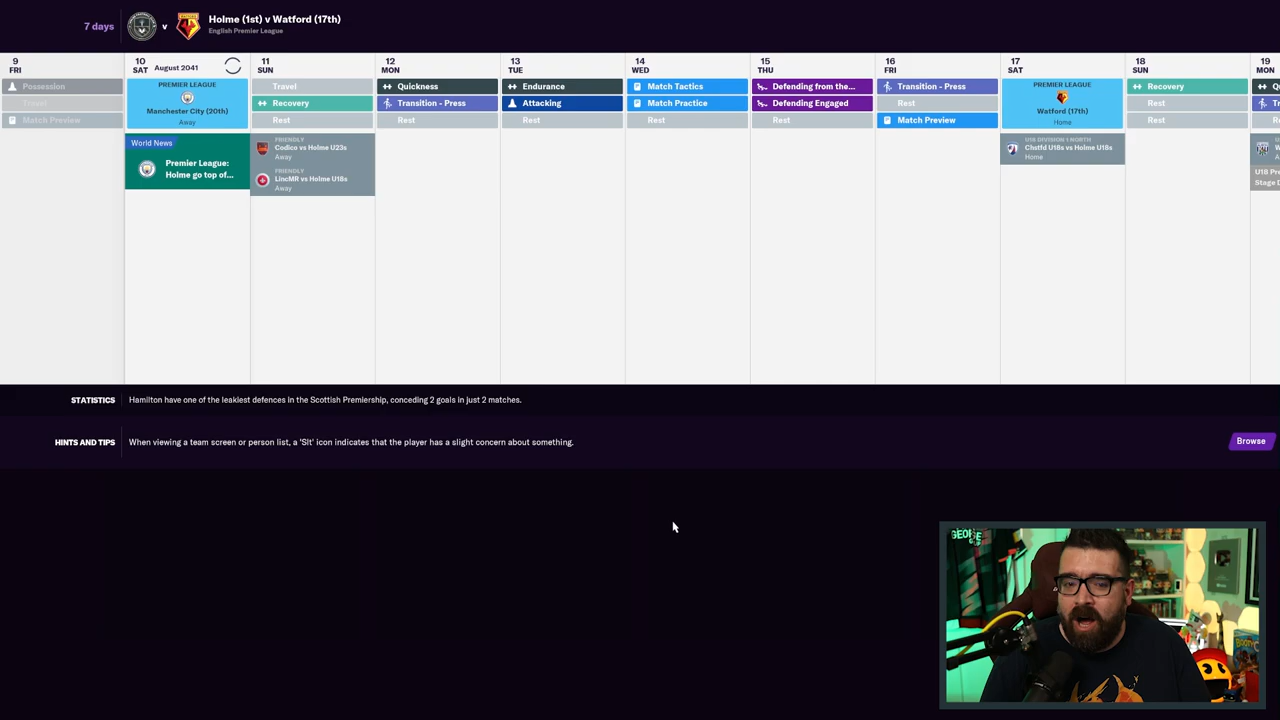 7 days
v
Holme (1st) v Watford (17th)
English Premier League
9
FRI
Possession
Travel
Match Preview
10
SAT
August 2041
PREMIER LEAGUE
Manchester City (20th)
Away
World News
Premier League:
Holme go top of...
11
SUN
Travel
Recovery
Rest
FRIENDLY
Codico vs Holme U23s
Away
FRIENDLY
LincMR vs Holme U18s
Away
12
MON
Quickness
Transition - Press
Rest
13
TUE
Endurance
Attacking
Rest
14
WED
Match Tactics
Match Practice
Rest
15
THU
Defending from the...
Defending Engaged
Rest
16
FRI
Transition - Press
Rest
Match Preview
17
SAT
PREMIER LEAGUE
Watford (17th)
Home
U18 DIVISION 1 NORTH
Chstfd U18s vs Holme U18s
Home
18
SUN
Recovery
Rest
Rest
19
MON
U18 Pre
Stage D
STATISTICS
Hamilton have one of the leakiest defences in the Scottish Premiership, conceding 2 goals in just 2 matches.
HINTS AND TIPS
When viewing a team screen or person list, a 'Slt' icon indicates that the player has a slight concern about something.
Browse